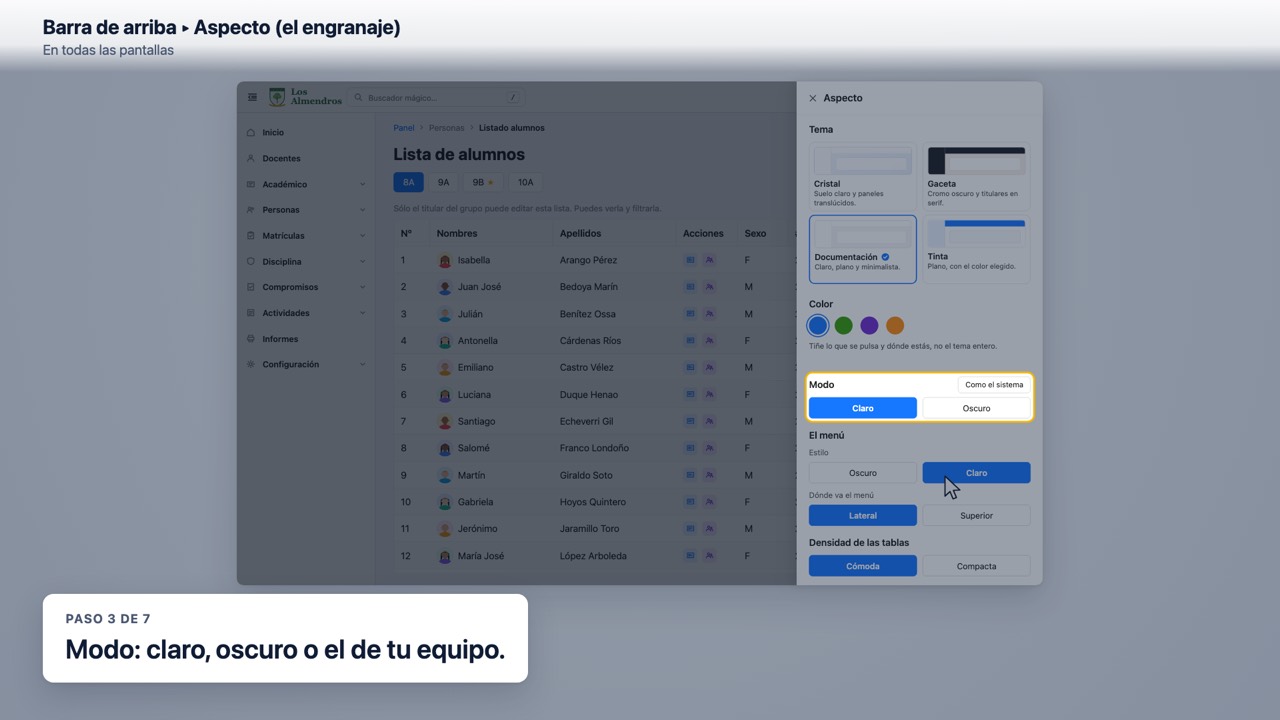 Barra de arriba ▸ Aspecto (el engranaje)
En todas las pantallas
Los
Almendros
Buscador mágico...
/
Inicio
Docentes
Académico
Personas
Matrículas
Disciplina
Compromisos
Actividades
Informes
Configuración
Panel > Personas > Listado alumnos
Lista de alumnos
8A 9A 9B ★ 10A
Sólo el titular del grupo puede editar esta lista. Puedes verla y filtrarla.
Nº Nombres Apellidos Acciones Sexo
1 Isabella Arango Pérez F
2 Juan José Bedoya Marín M
3 Julián Benítez Ossa M
4 Antonella Cárdenas Ríos F
5 Emiliano Castro Vélez M
6 Luciana Duque Henao F
7 Santiago Echeverri Gil M
8 Salomé Franco Londoño F
9 Martín Giraldo Soto M
10 Gabriela Hoyos Quintero F
11 Jerónimo Jaramillo Toro M
12 María José López Arboleda F
Aspecto
Tema
Cristal
Suelo claro y paneles
translúcidos.
Gaceta
Cromo oscuro y titulares en
serif.
Documentación
Claro, plano y minimalista.
Tinta
Plano, con el color elegido.
Color
Tiñe lo que se pulsa y dónde estás, no el tema entero.
Modo Como el sistema
Claro Oscuro
El menú
Estilo
Oscuro Claro
Dónde va el menú
Lateral Superior
Densidad de las tablas
Cómoda Compacta
PASO 3 DE 7
Modo: claro, oscuro o el de tu equipo.